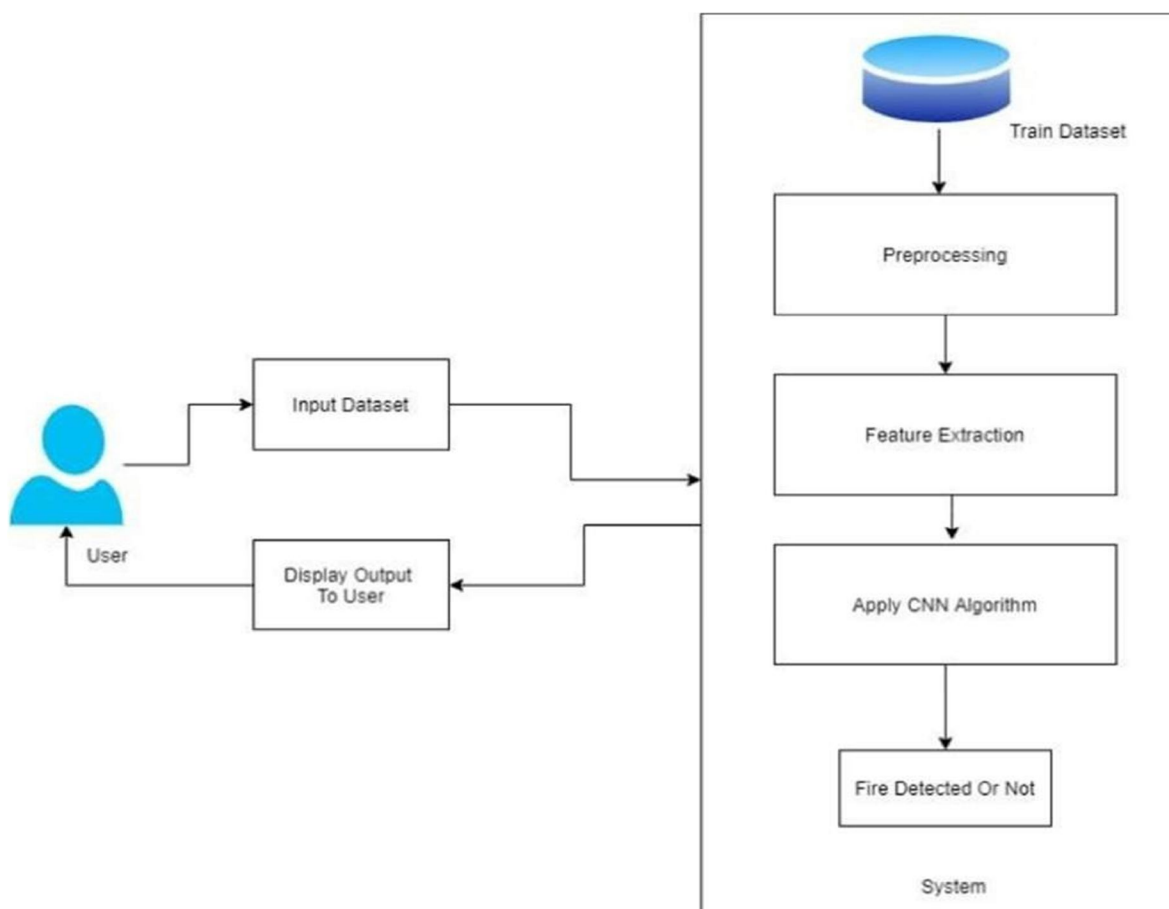 Train Dataset
Preprocessing
Input Dataset
Feature Extraction
User
Display Output
To User
Apply CNN Algorithm
Fire Detected Or Not
System